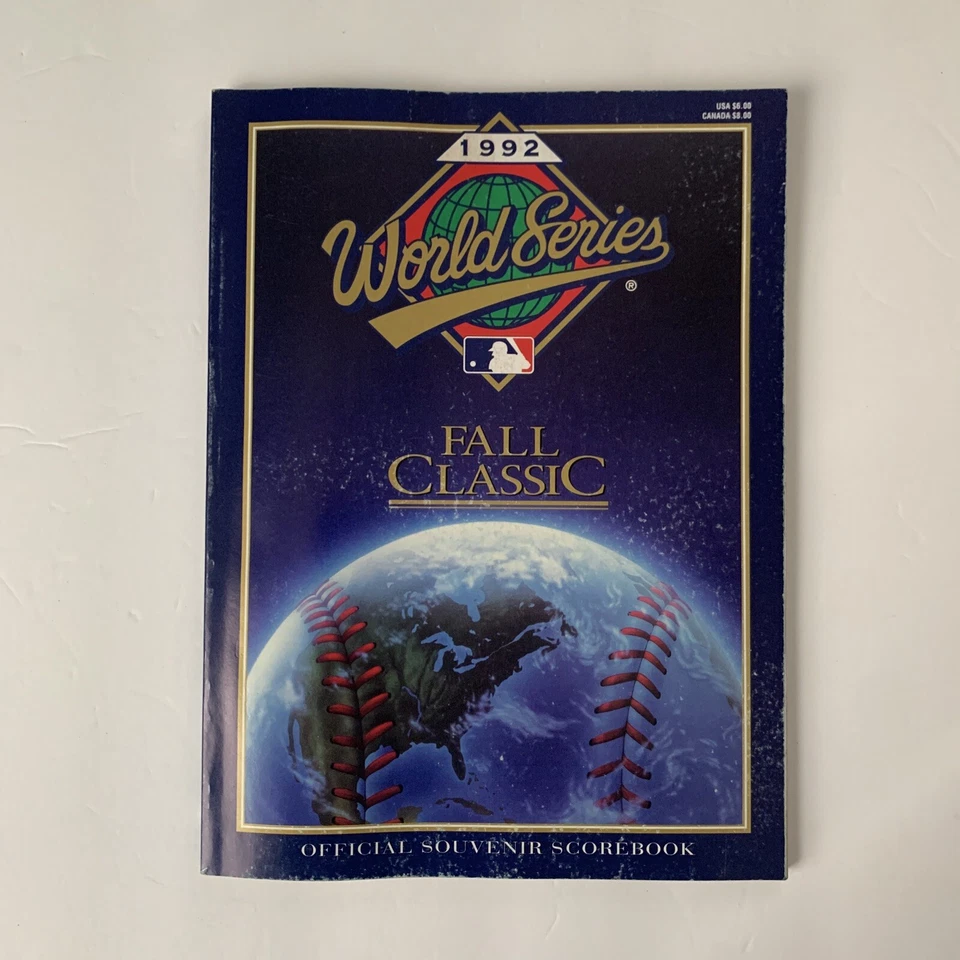 USA $6.00
CANADA $8.00
1992
World Series
®
FALL
CLASSIC
OFFICIAL SOUVENIR SCOREBOOK